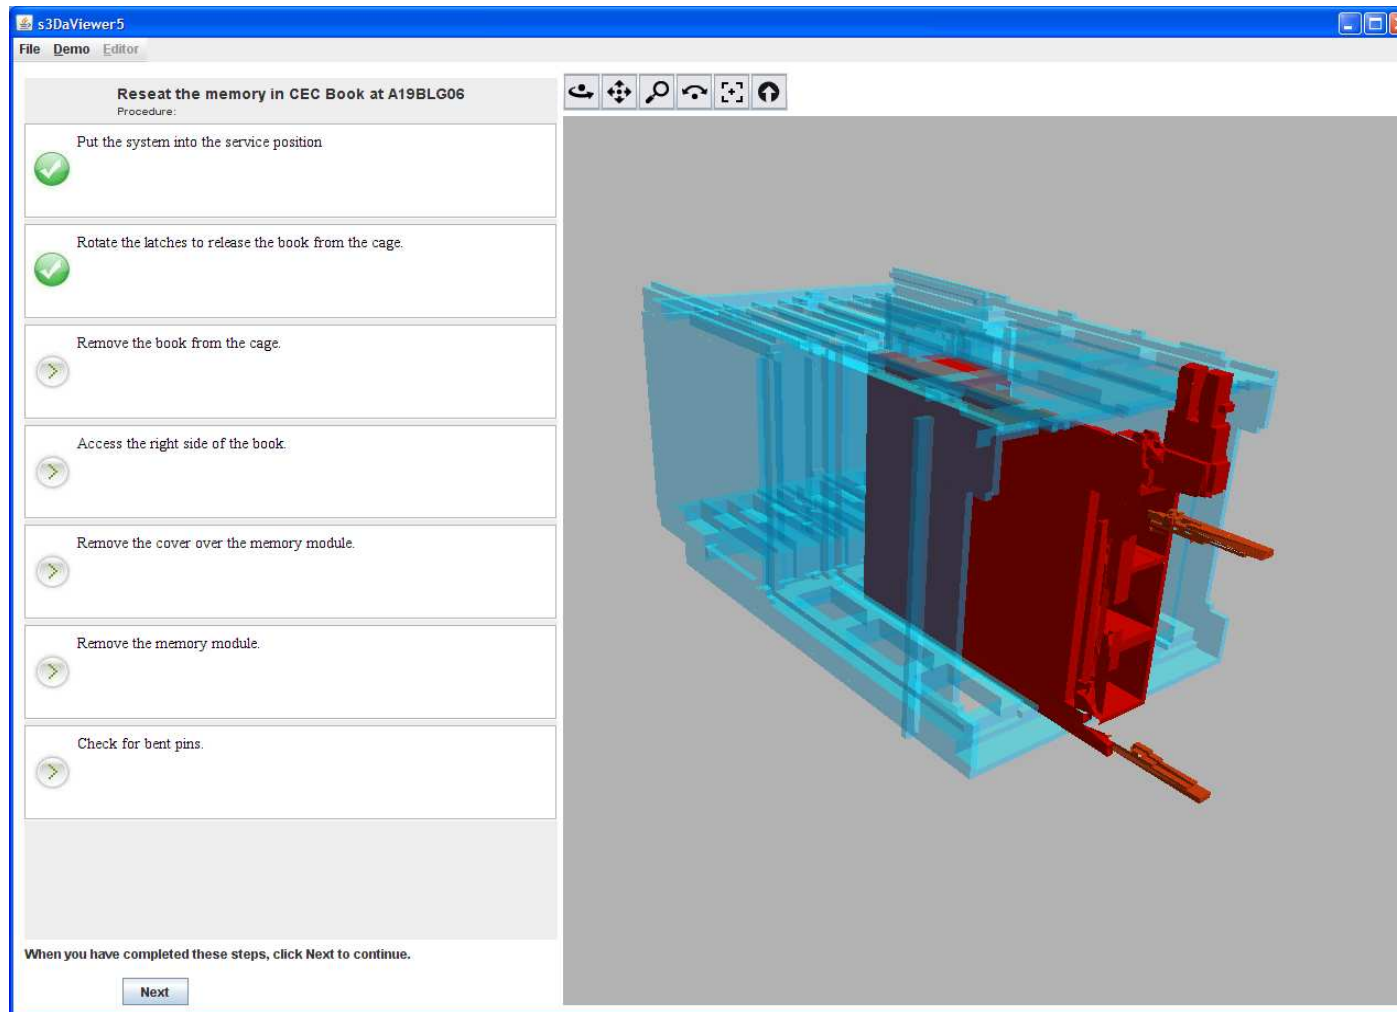 s3DaViewer5
File Demo Editor
Reseat the memory in CEC Book at A19BLG06
Procedure:
Put the system into the service position
Rotate the latches to release the book from the cage.
Remove the book from the cage.
Access the right side of the book.
Remove the cover over the memory module.
Remove the memory module.
Check for bent pins.
When you have completed these steps, click Next to continue.
Next